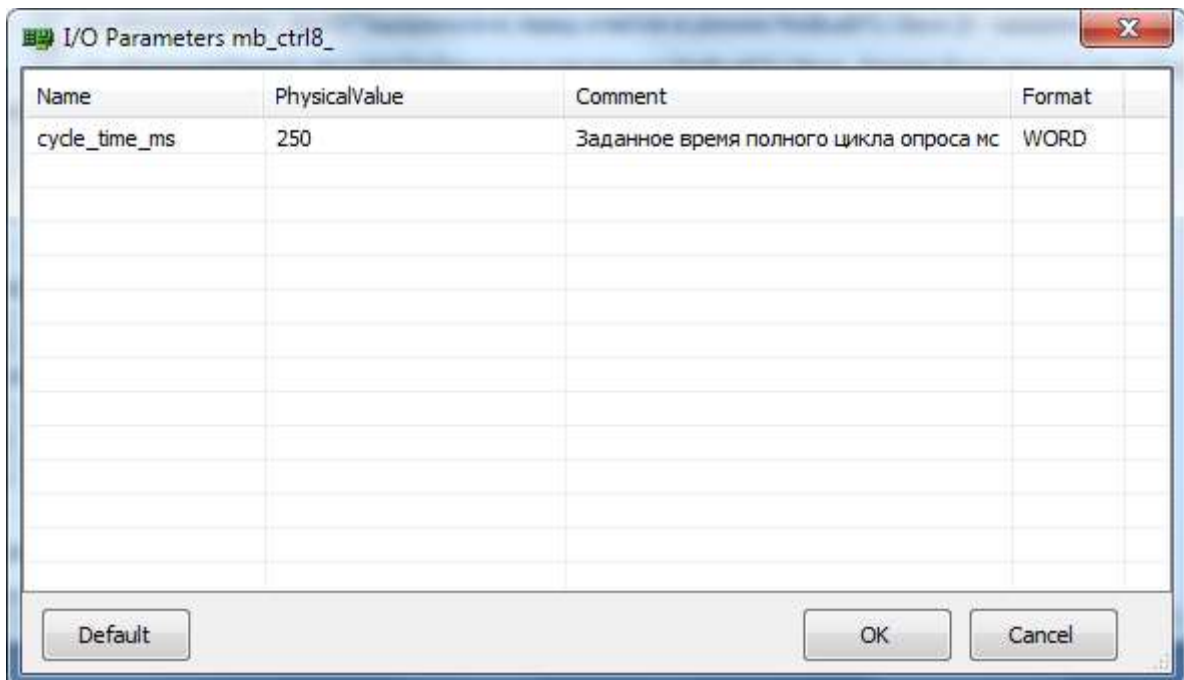 I/O Parameters mb_ctrl8_
Name PhysicalValue Comment Format
cycle_time_ms 250 Заданное время полного цикла опроса мс WORD
Default OK Cancel